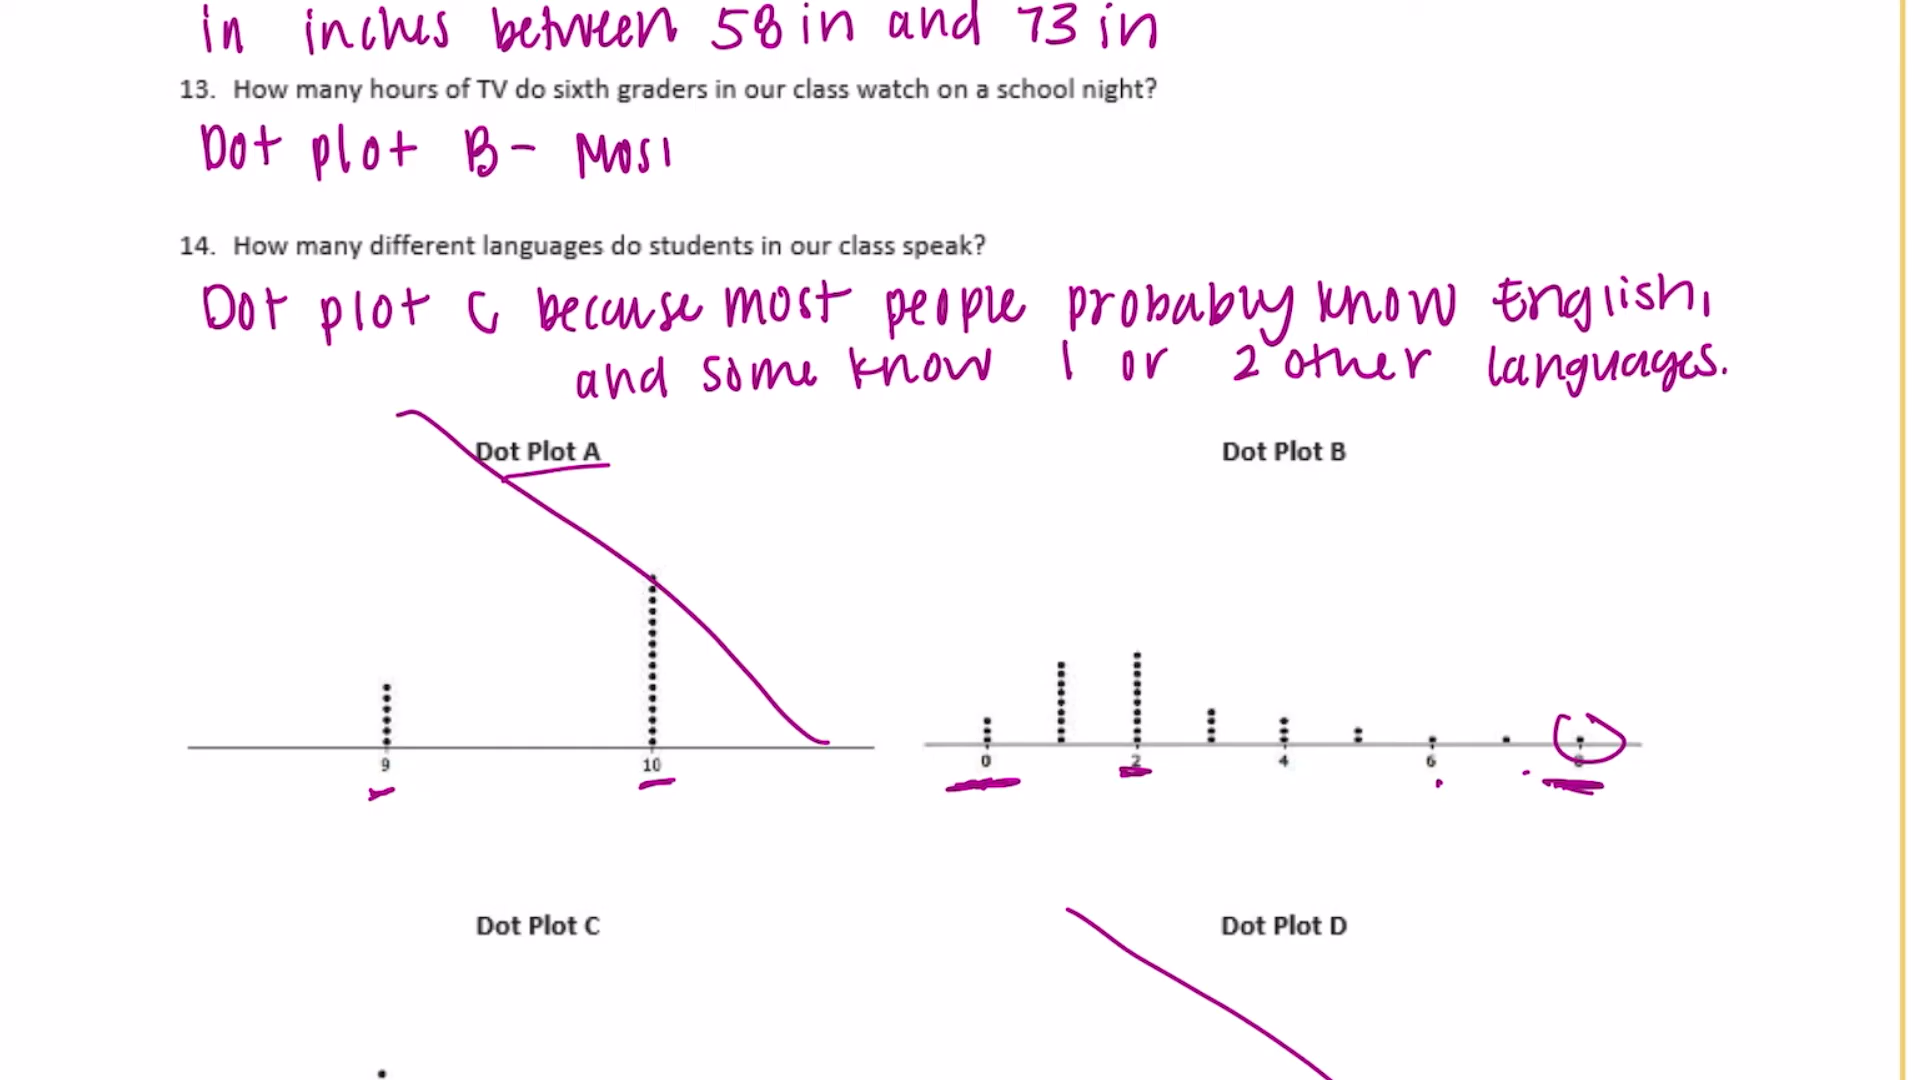 in inches between 58 in and 73 in
13. How many hours of TV do sixth graders in our class watch on a school night?
Dot plot B - Mosı
14. How many different languages do students in our class speak?
Dot plot C because most people probably know English,
and some know 1 or 2 other languages.
Dot Plot A
Dot Plot B
9 10
0 2 4 6 8
Dot Plot C
Dot Plot D